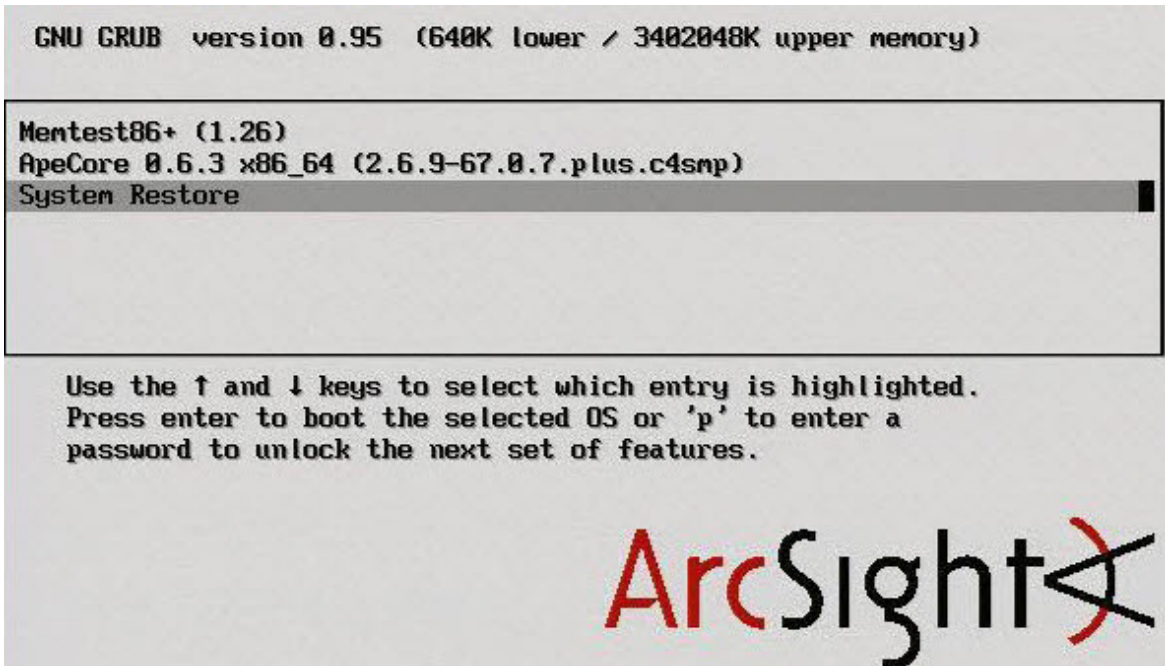 GNU GRUB version 0.95 (640K lower / 3402048K upper memory)
Memtest86+ (1.26)
ApeCore 0.6.3 x86_64 (2.6.9-67.0.7.plus.c4smp)
System Restore
Use the ↑ and ↓ keys to select which entry is highlighted.
Press enter to boot the selected OS or 'p' to enter a
password to unlock the next set of features.
ArcSight